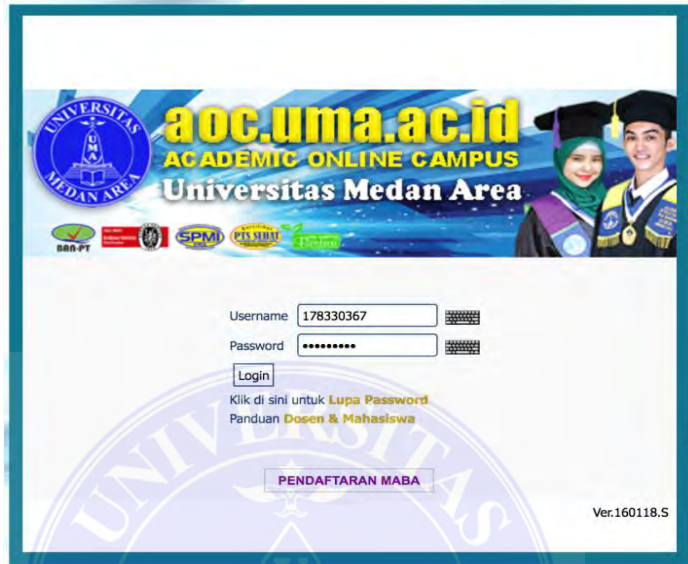 UNIVERSITAS
UMA
MEDAN AREA
aoc.uma.ac.id
ACADEMIC ONLINE CAMPUS
Universitas Medan Area
BAN-PT
SPMI
PTS SEHAT
Username 178330367
Password •••••••••
Login
Klik di sini untuk Lupa Password
Panduan Dosen & Mahasiswa
PENDAFTARAN MABA
Ver.160118.S
UNIVERSITAS